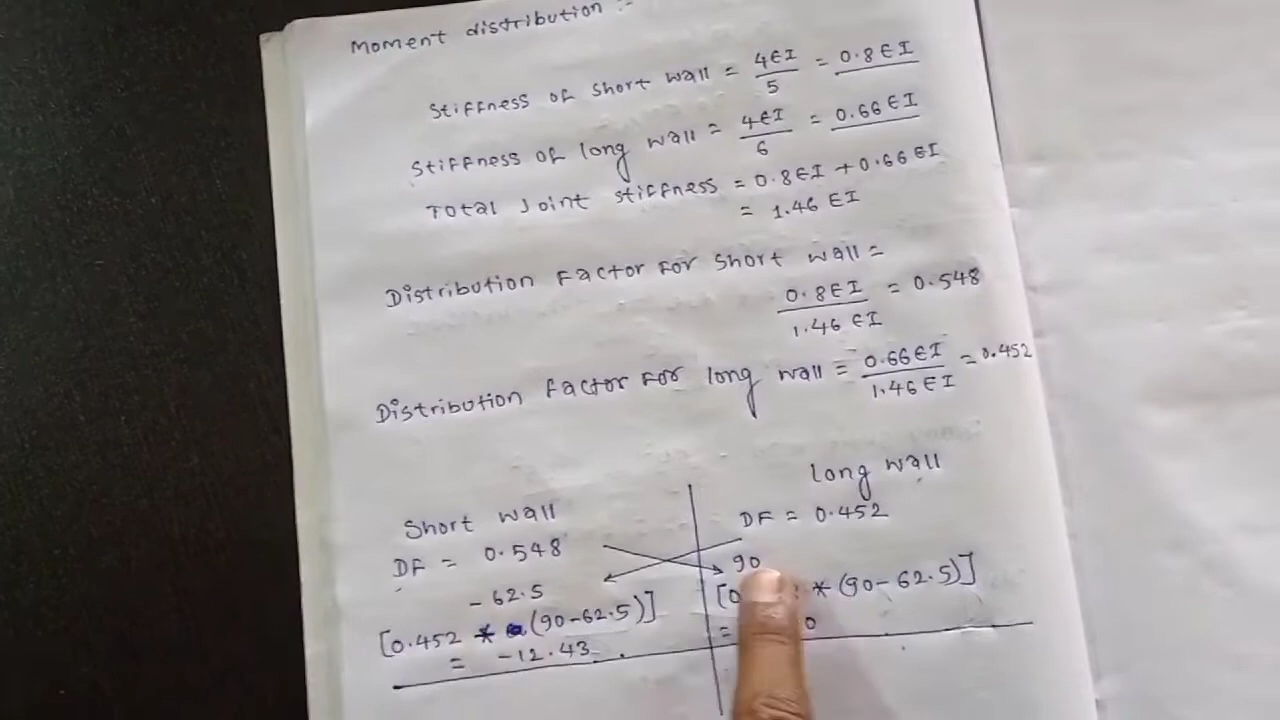 Moment distribution :-
Stiffness of short wall = 4EI/5 = 0.8EI
Stiffness of long wall = 4EI/6 = 0.66EI
Total Joint stiffness = 0.8EI + 0.66EI
= 1.46 EI
Distribution Factor for short wall =
0.8EI/1.46EI = 0.548
Distribution Factor For long wall = 0.66EI/1.46EI = 0.452
Short wall
DF = 0.548
-62.5
[0.452 * (90-62.5)]
= -12.43
long wall
DF = 0.452
90
[0 * (90-62.5)]
= 0